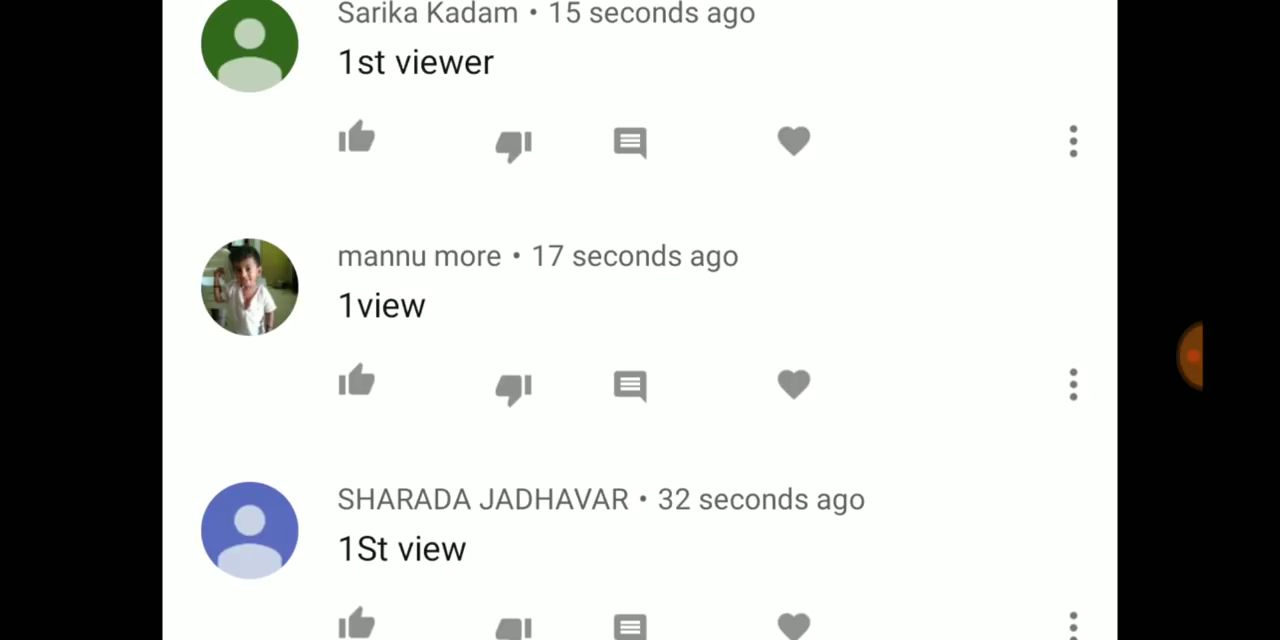 Sarika Kadam • 15 seconds ago
1st viewer
mannu more • 17 seconds ago
1view
SHARADA JADHAVAR • 32 seconds ago
1St view